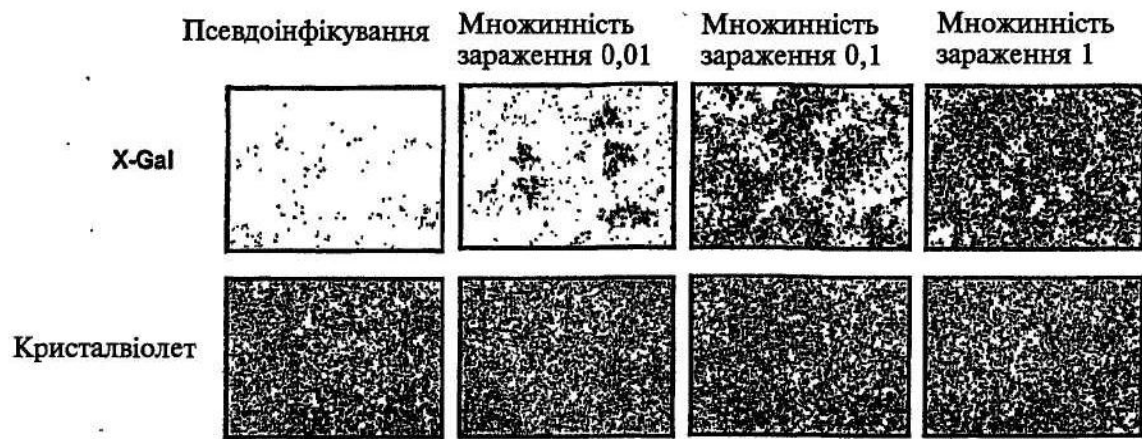 Псевдоінфікування
Множинність
зараження 0,01
Множинність
зараження 0,1
Множинність
зараження 1
X-Gal
Кристалвіолет